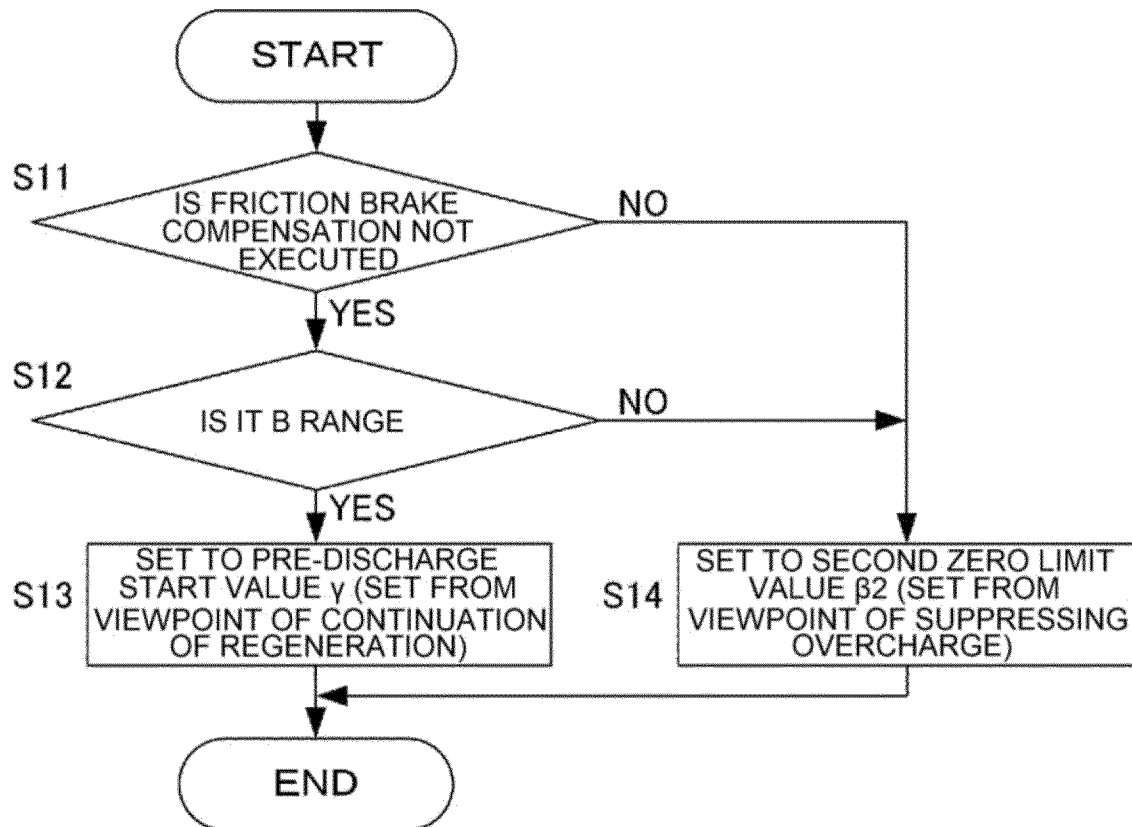 START
S11
IS FRICTION BRAKE
COMPENSATION NOT
EXECUTED
NO
YES
S12
IS IT B RANGE
NO
YES
S13
SET TO PRE-DISCHARGE
START VALUE γ (SET FROM
VIEWPOINT OF CONTINUATION
OF REGENERATION)
S14
SET TO SECOND ZERO LIMIT
VALUE β2 (SET FROM
VIEWPOINT OF SUPPRESSING
OVERCHARGE)
END